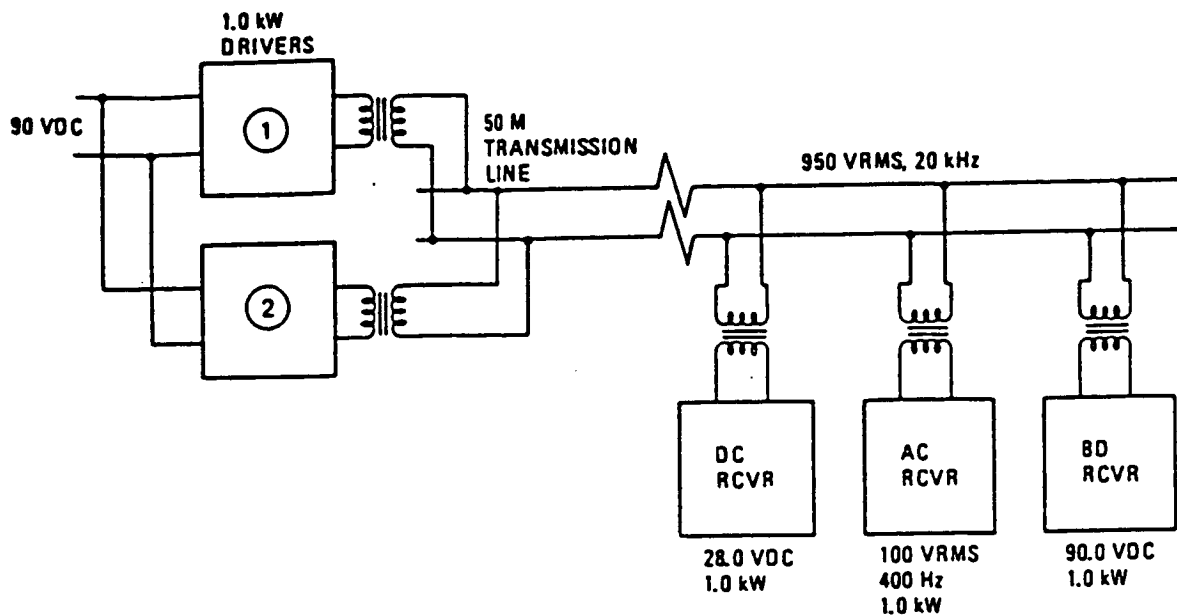 1.0 kW
DRIVERS
90 VDC
1
50 M
TRANSMISSION
LINE
950 VRMS, 20 kHz
2
DC
RCVR
AC
RCVR
BD
RCVR
28.0 VDC
1.0 kW
100 VRMS
400 Hz
1.0 kW
90.0 VDC
1.0 kW